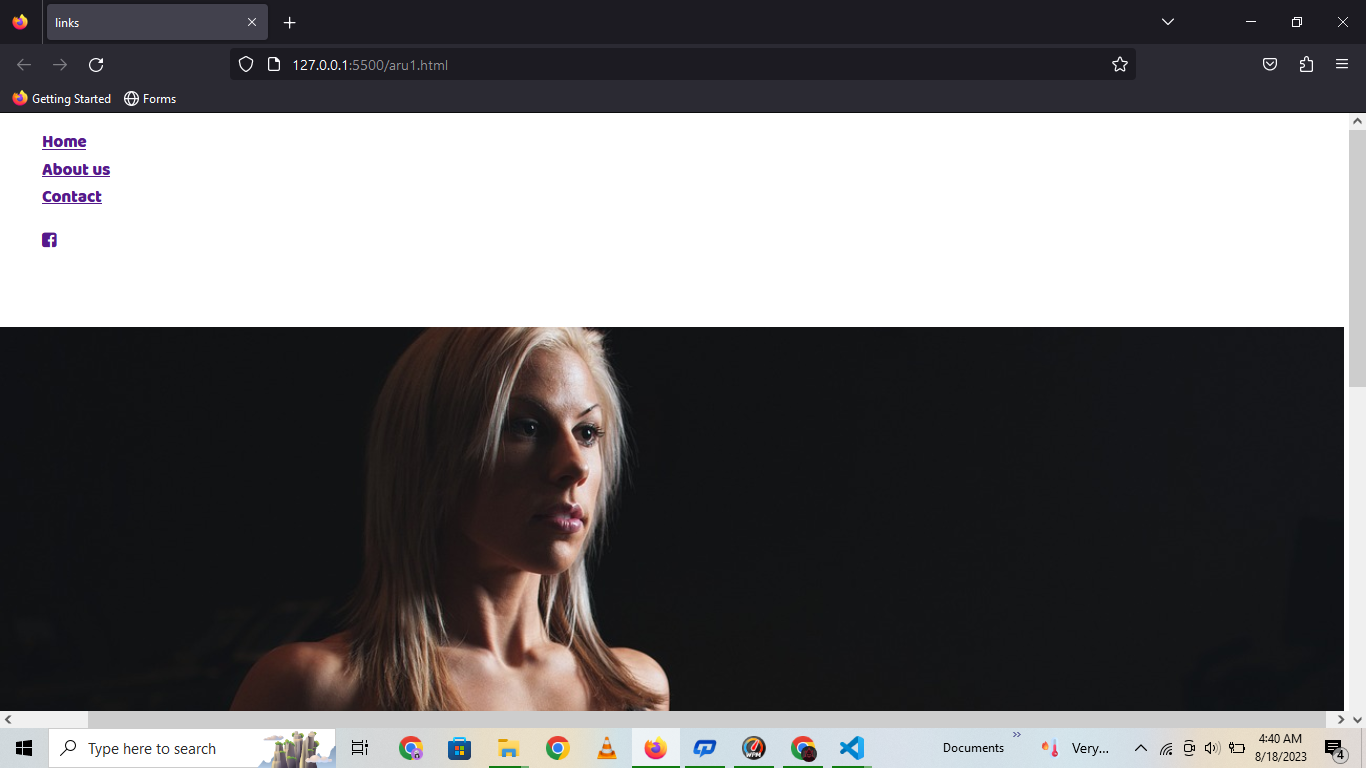 links
127.0.0.1:5500/aru1.html
Getting Started
Forms
Home
About us
Contact
Type here to search
WPM
Documents
Very...
4:40 AM
8/18/2023
4